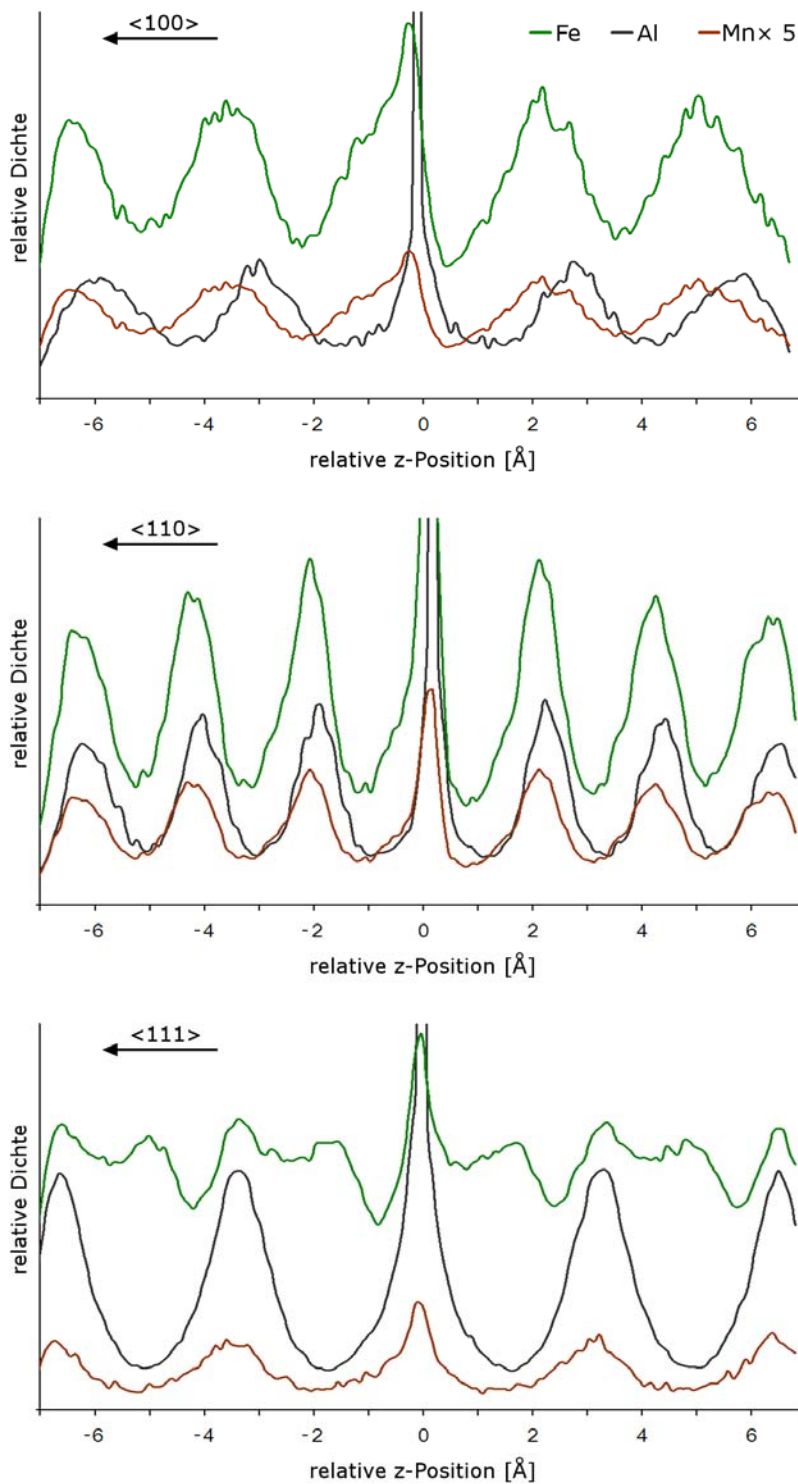 <100>
Fe Al Mn× 5
relative Dichte
-6 -4 -2 0 2 4 6
relative z-Position [Å]
<110>
relative Dichte
-6 -4 -2 0 2 4 6
relative z-Position [Å]
<111>
relative Dichte
-6 -4 -2 0 2 4 6
relative z-Position [Å]